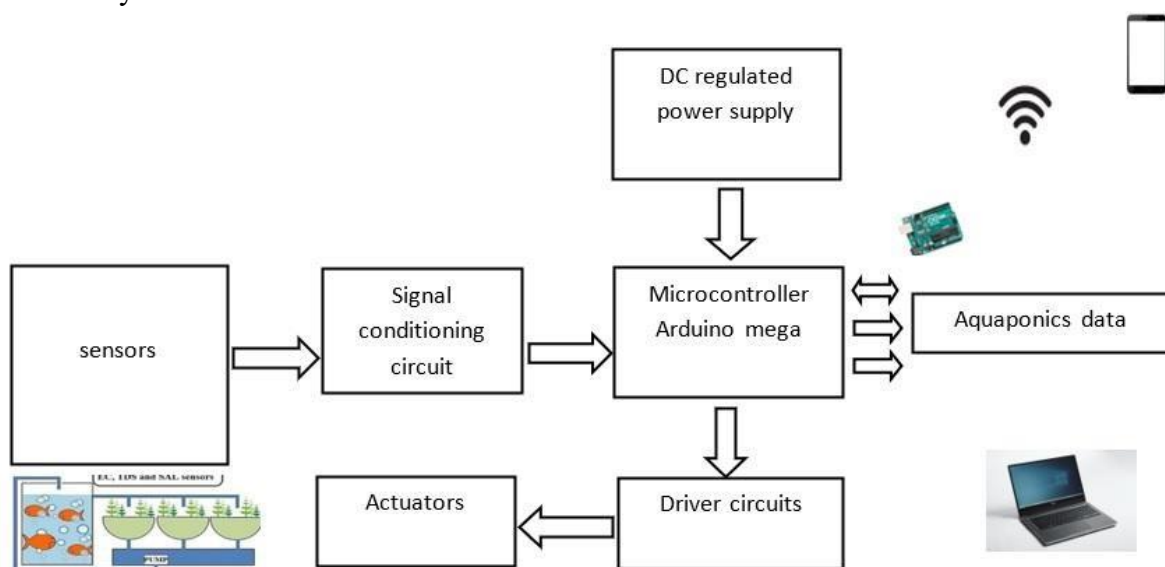 DC regulated
power supply
sensors
Signal
conditioning
circuit
Microcontroller
Arduino mega
Aquaponics data
EC, TDS and SAL sensors
Actuators
Driver circuits
PUMP